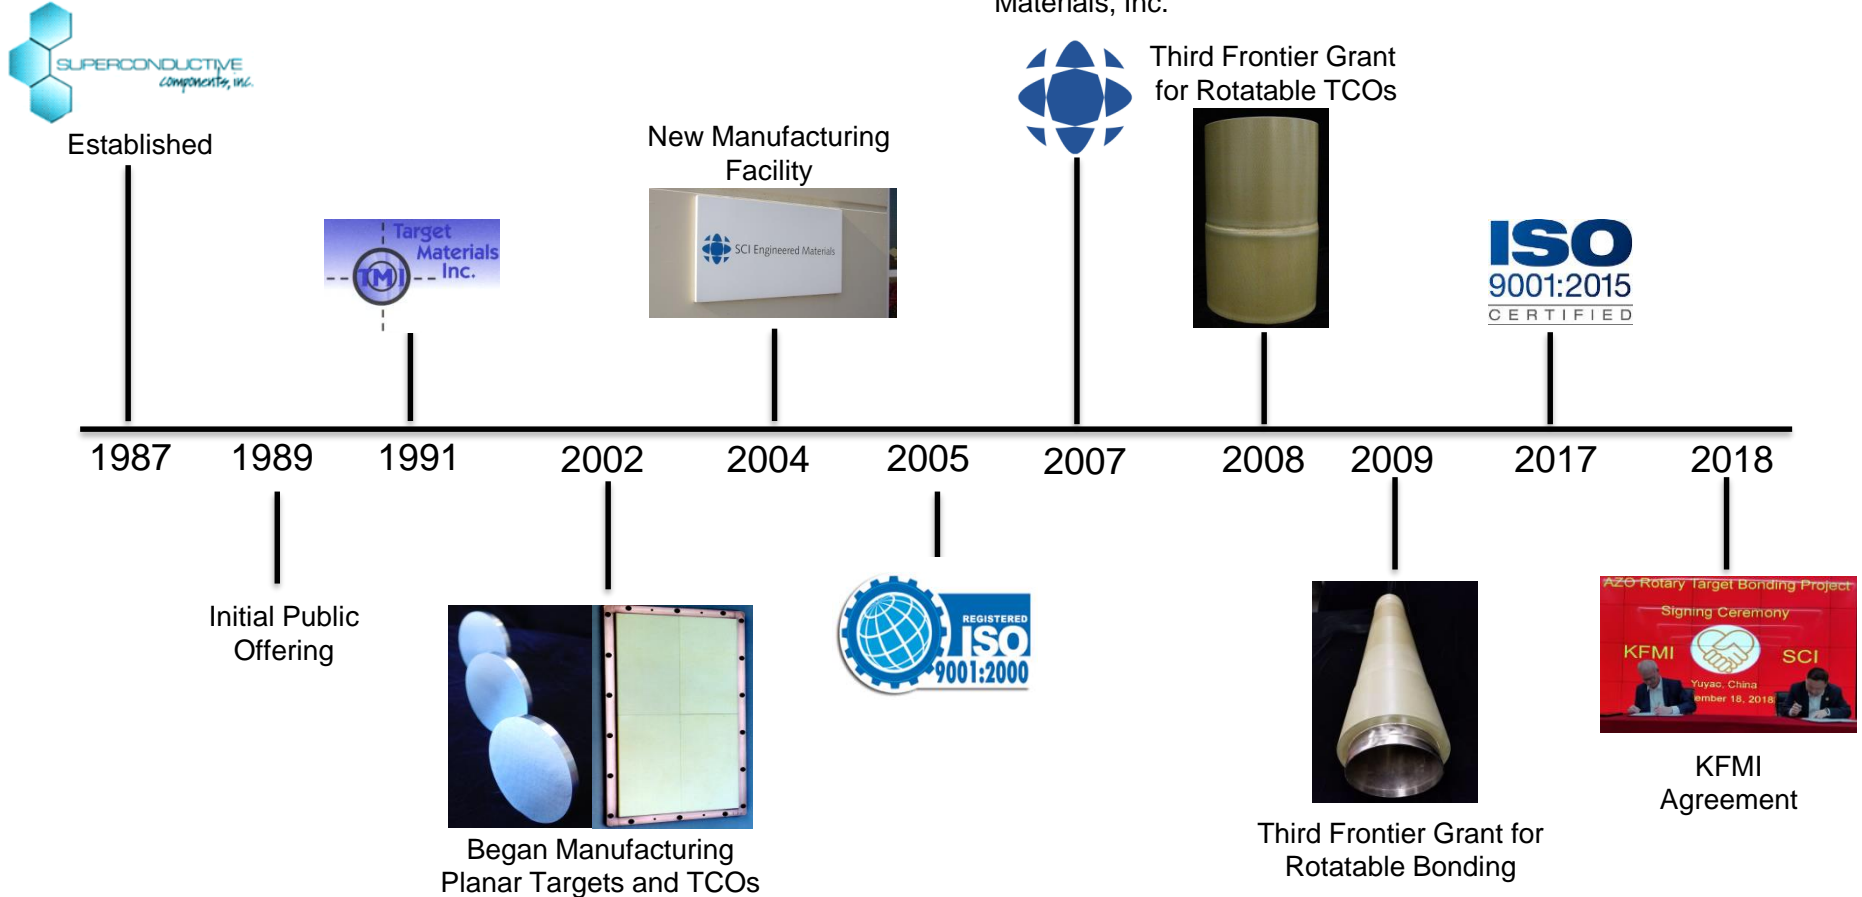 Materials, Inc.
SUPERCONDUCTIVE
components, inc.
Established
Target
Materials
Inc.
TMI
New Manufacturing
Facility
SCI Engineered Materials
Third Frontier Grant
for Rotatable TCOs
ISO
9001:2015
CERTIFIED
1987
1989
1991
2002
2004
2005
2007
2008
2009
2017
2018
Initial Public
Offering
Began Manufacturing
Planar Targets and TCOs
REGISTERED
ISO
9001:2000
Third Frontier Grant for
Rotatable Bonding
AZO Rotary Target Bonding Project
Signing Ceremony
KFMI
SCI
Yuyao, China
ember 18, 2018
KFMI
Agreement